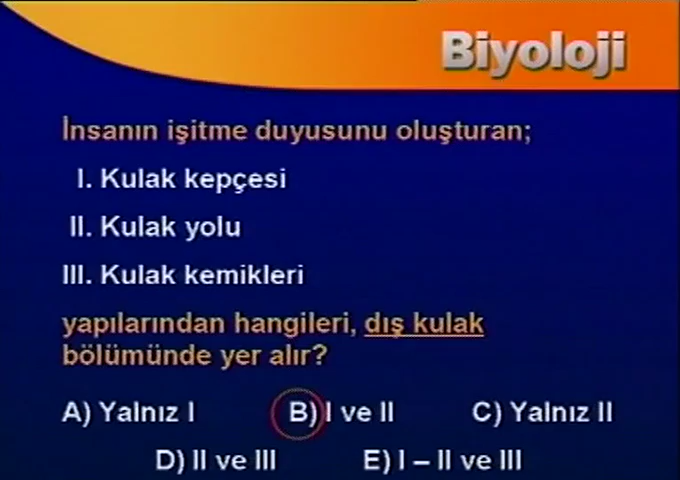 Biyoloji
İnsanın işitme duyusunu oluşturan;
I. Kulak kepçesi
II. Kulak yolu
III. Kulak kemikleri
yapılarından hangileri, dış kulak
bölümünde yer alır?
A) Yalnız I B) I ve II C) Yalnız II
D) II ve III E) I – II ve III